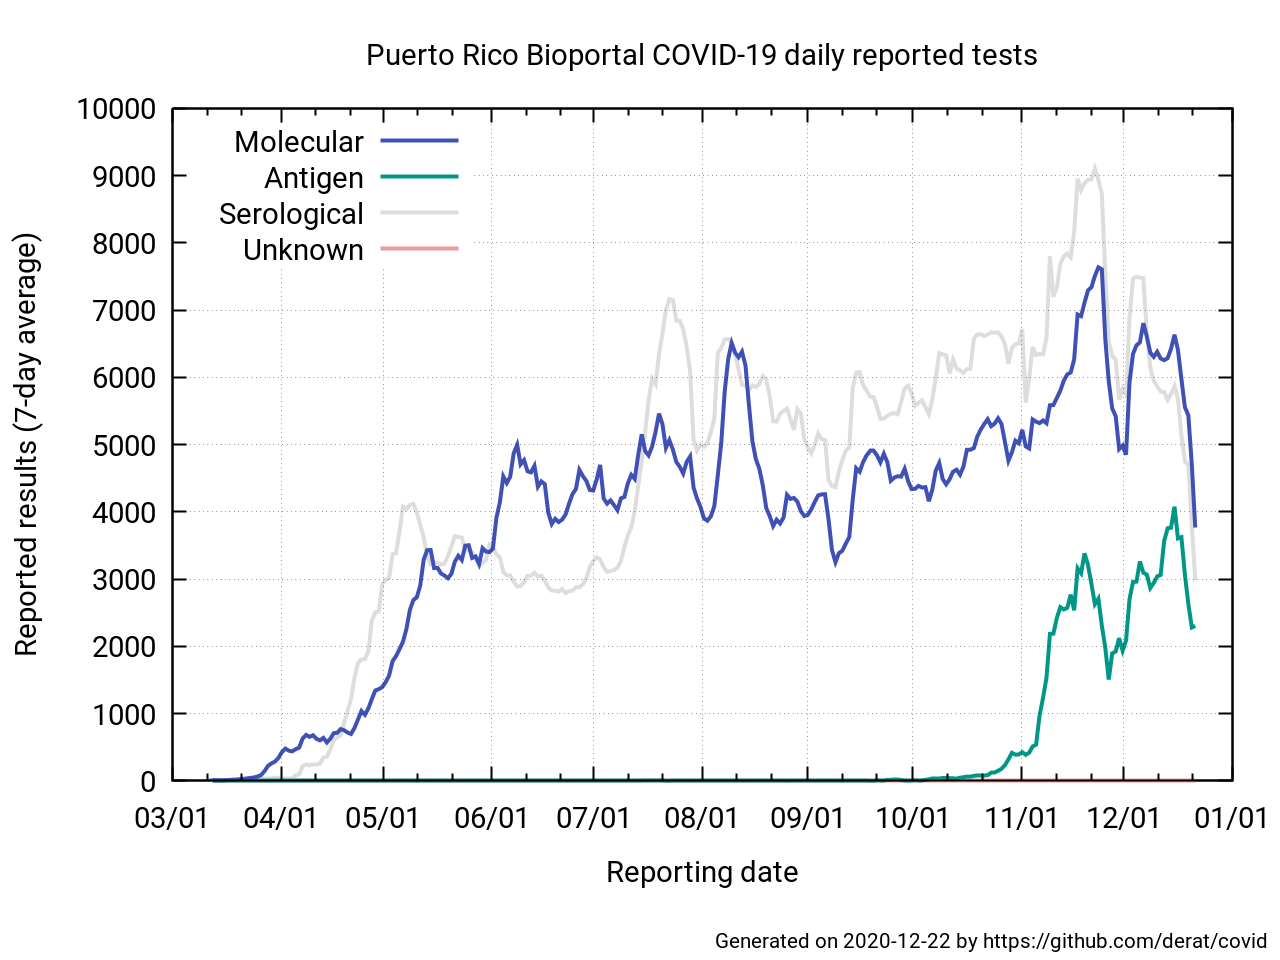 Puerto Rico Bioportal COVID-19 daily reported tests
10000
9000
8000
7000
6000
5000
4000
3000
2000
1000
0
Reported results (7-day average)
Molecular
Antigen
Serological
Unknown
03/01 04/01 05/01 06/01 07/01 08/01 09/01 10/01 11/01 12/01 01/01
Reporting date
Generated on 2020-12-22 by https://github.com/derat/covid